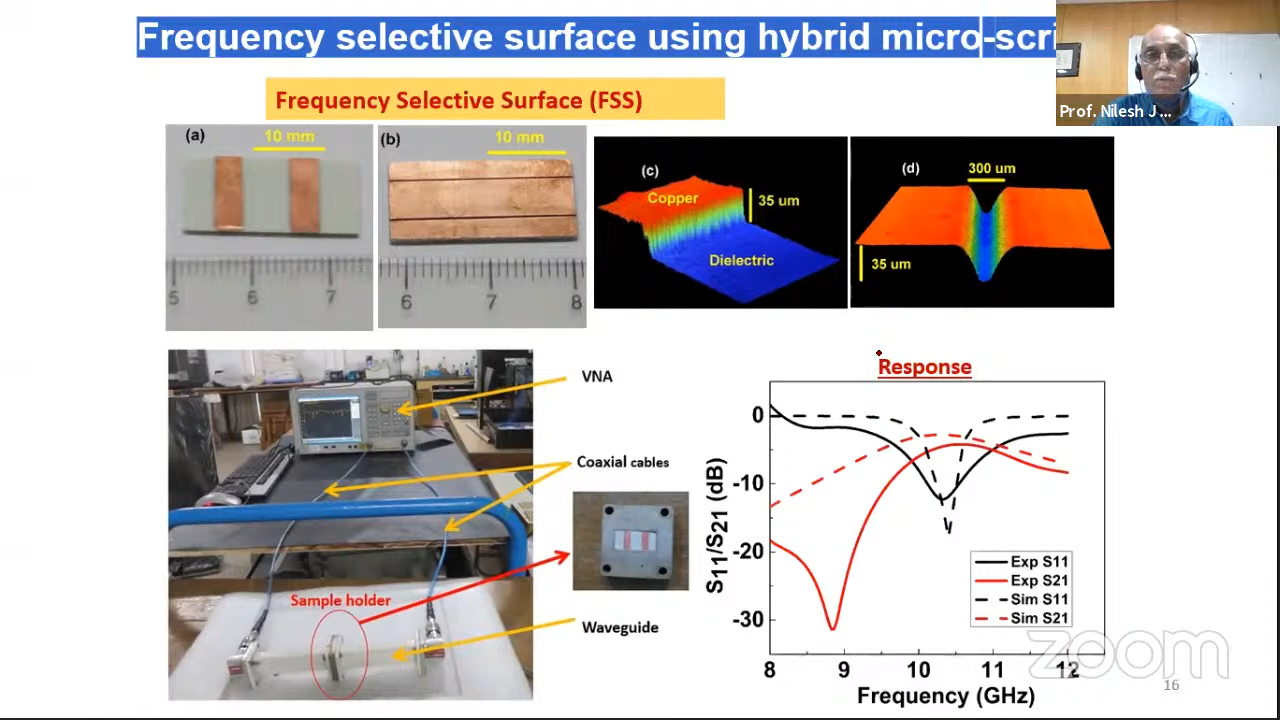 Frequency selective surface using hybrid micro-scri
Prof. Nilesh J ...
Frequency Selective Surface (FSS)
(a)
10 mm
5 6 7
(b)
10 mm
6 7 8
(c)
Copper
35 um
Dielectric
(d)
300 um
35 um
VNA
Coaxial cables
Sample holder
Waveguide
Response
S11/S21 (dB)
0
-10
-20
-30
Exp S11
Exp S21
Sim S11
Sim S21
8 9 10 11 12
Frequency (GHz)
zoom
16